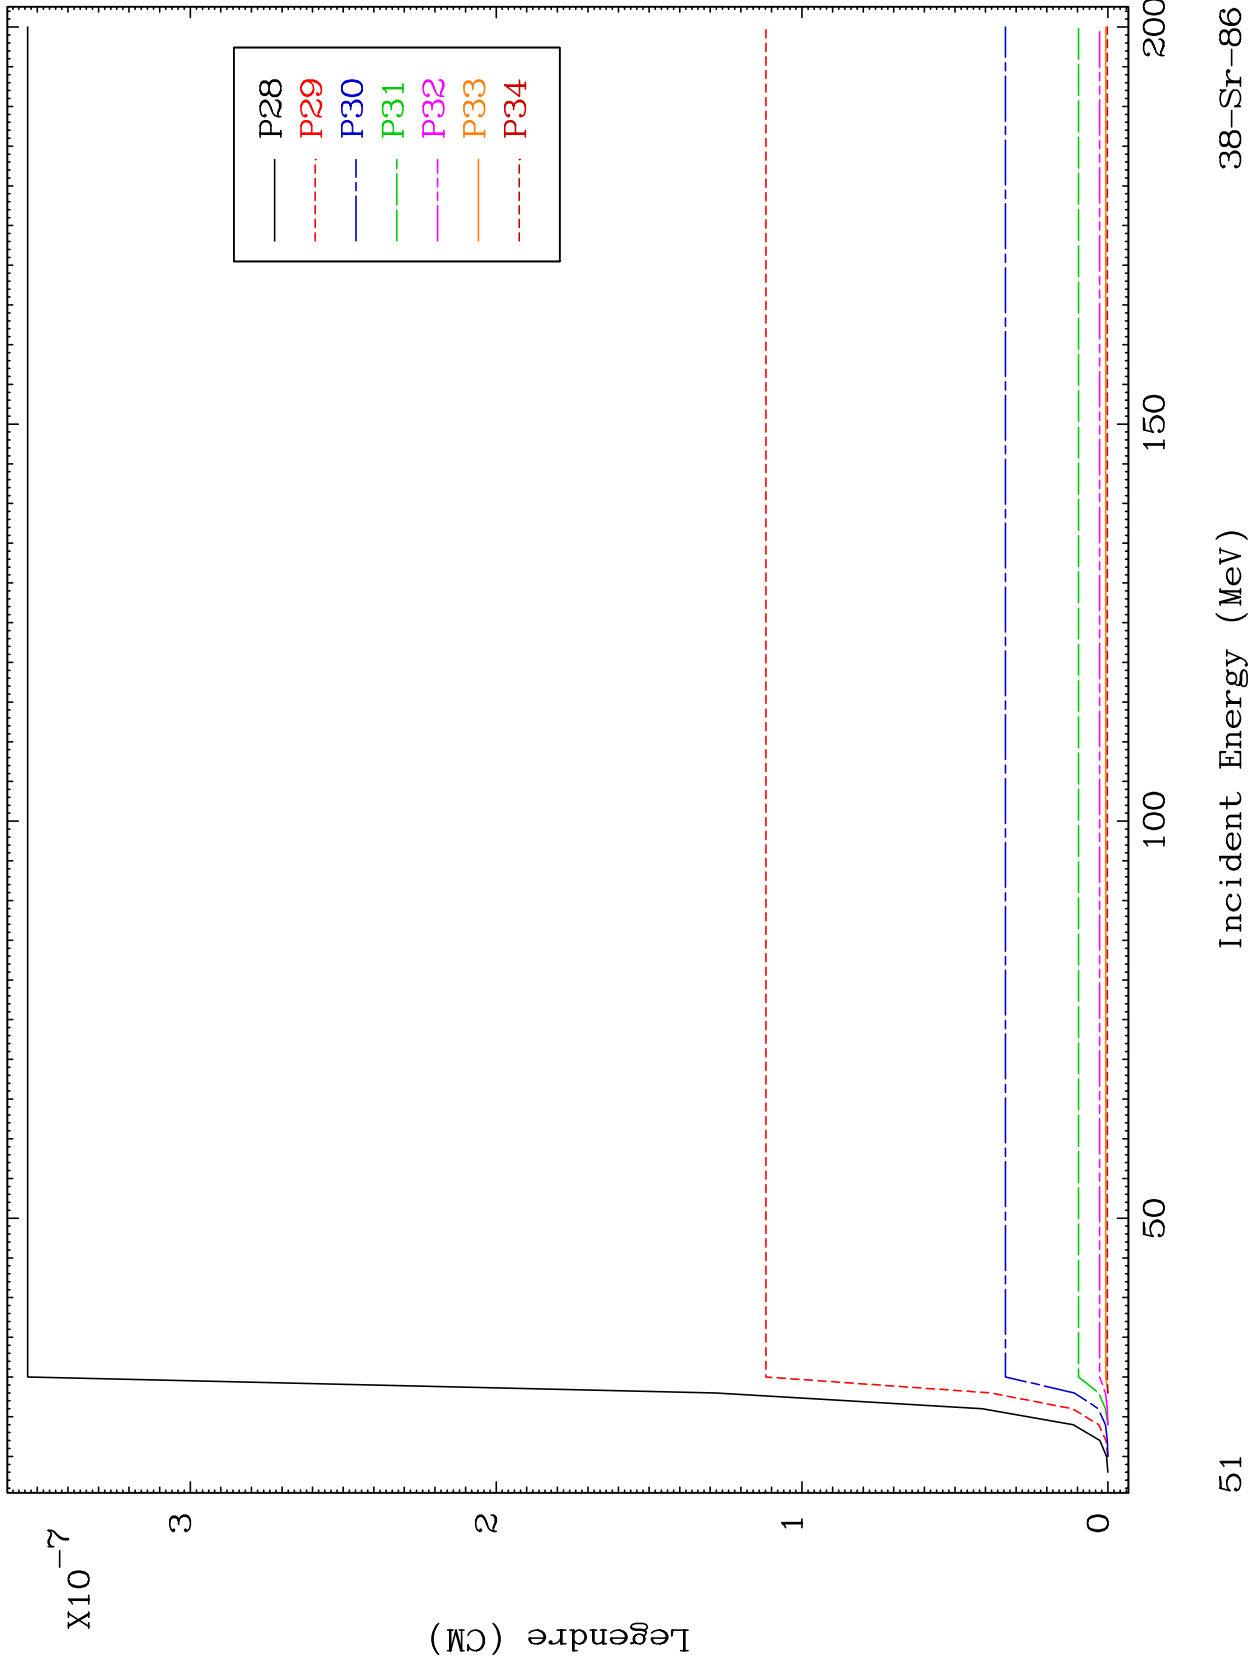 X10-7
3
2
1
0
Legendre (CM)
P28
P29
P30
P31
P32
P33
P34
50
100
150
200
Incident Energy (MeV)
51
38-Sr-86